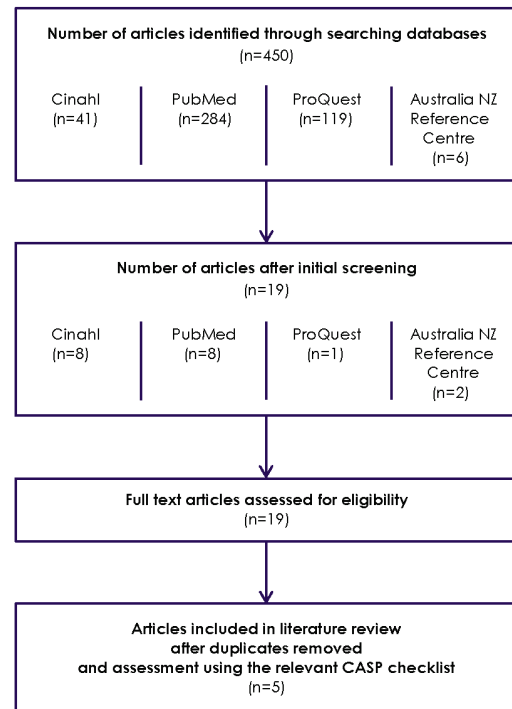 Number of articles identified through searching databases
(n=450)
Cinahl
(n=41)
PubMed
(n=284)
ProQuest
(n=119)
Australia NZ
Reference
Centre
(n=6)
Number of articles after initial screening
(n=19)
Cinahl
(n=8)
PubMed
(n=8)
ProQuest
(n=1)
Australia NZ
Reference
Centre
(n=2)
Full text articles assessed for eligibility
(n=19)
Articles included in literature review
after duplicates removed
and assessment using the relevant CASP checklist
(n=5)